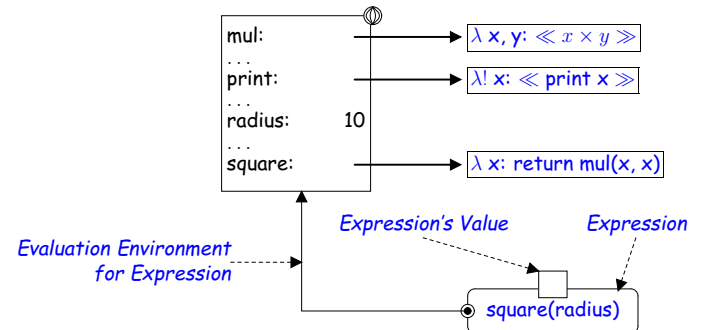 mul:
λ x, y: ≪ x × y ≫
. . .
print:
λ! x: ≪ print x ≫
. . .
radius: 10
. . .
square:
λ x: return mul(x, x)
Expression's Value
Expression
Evaluation Environment
for Expression
square(radius)